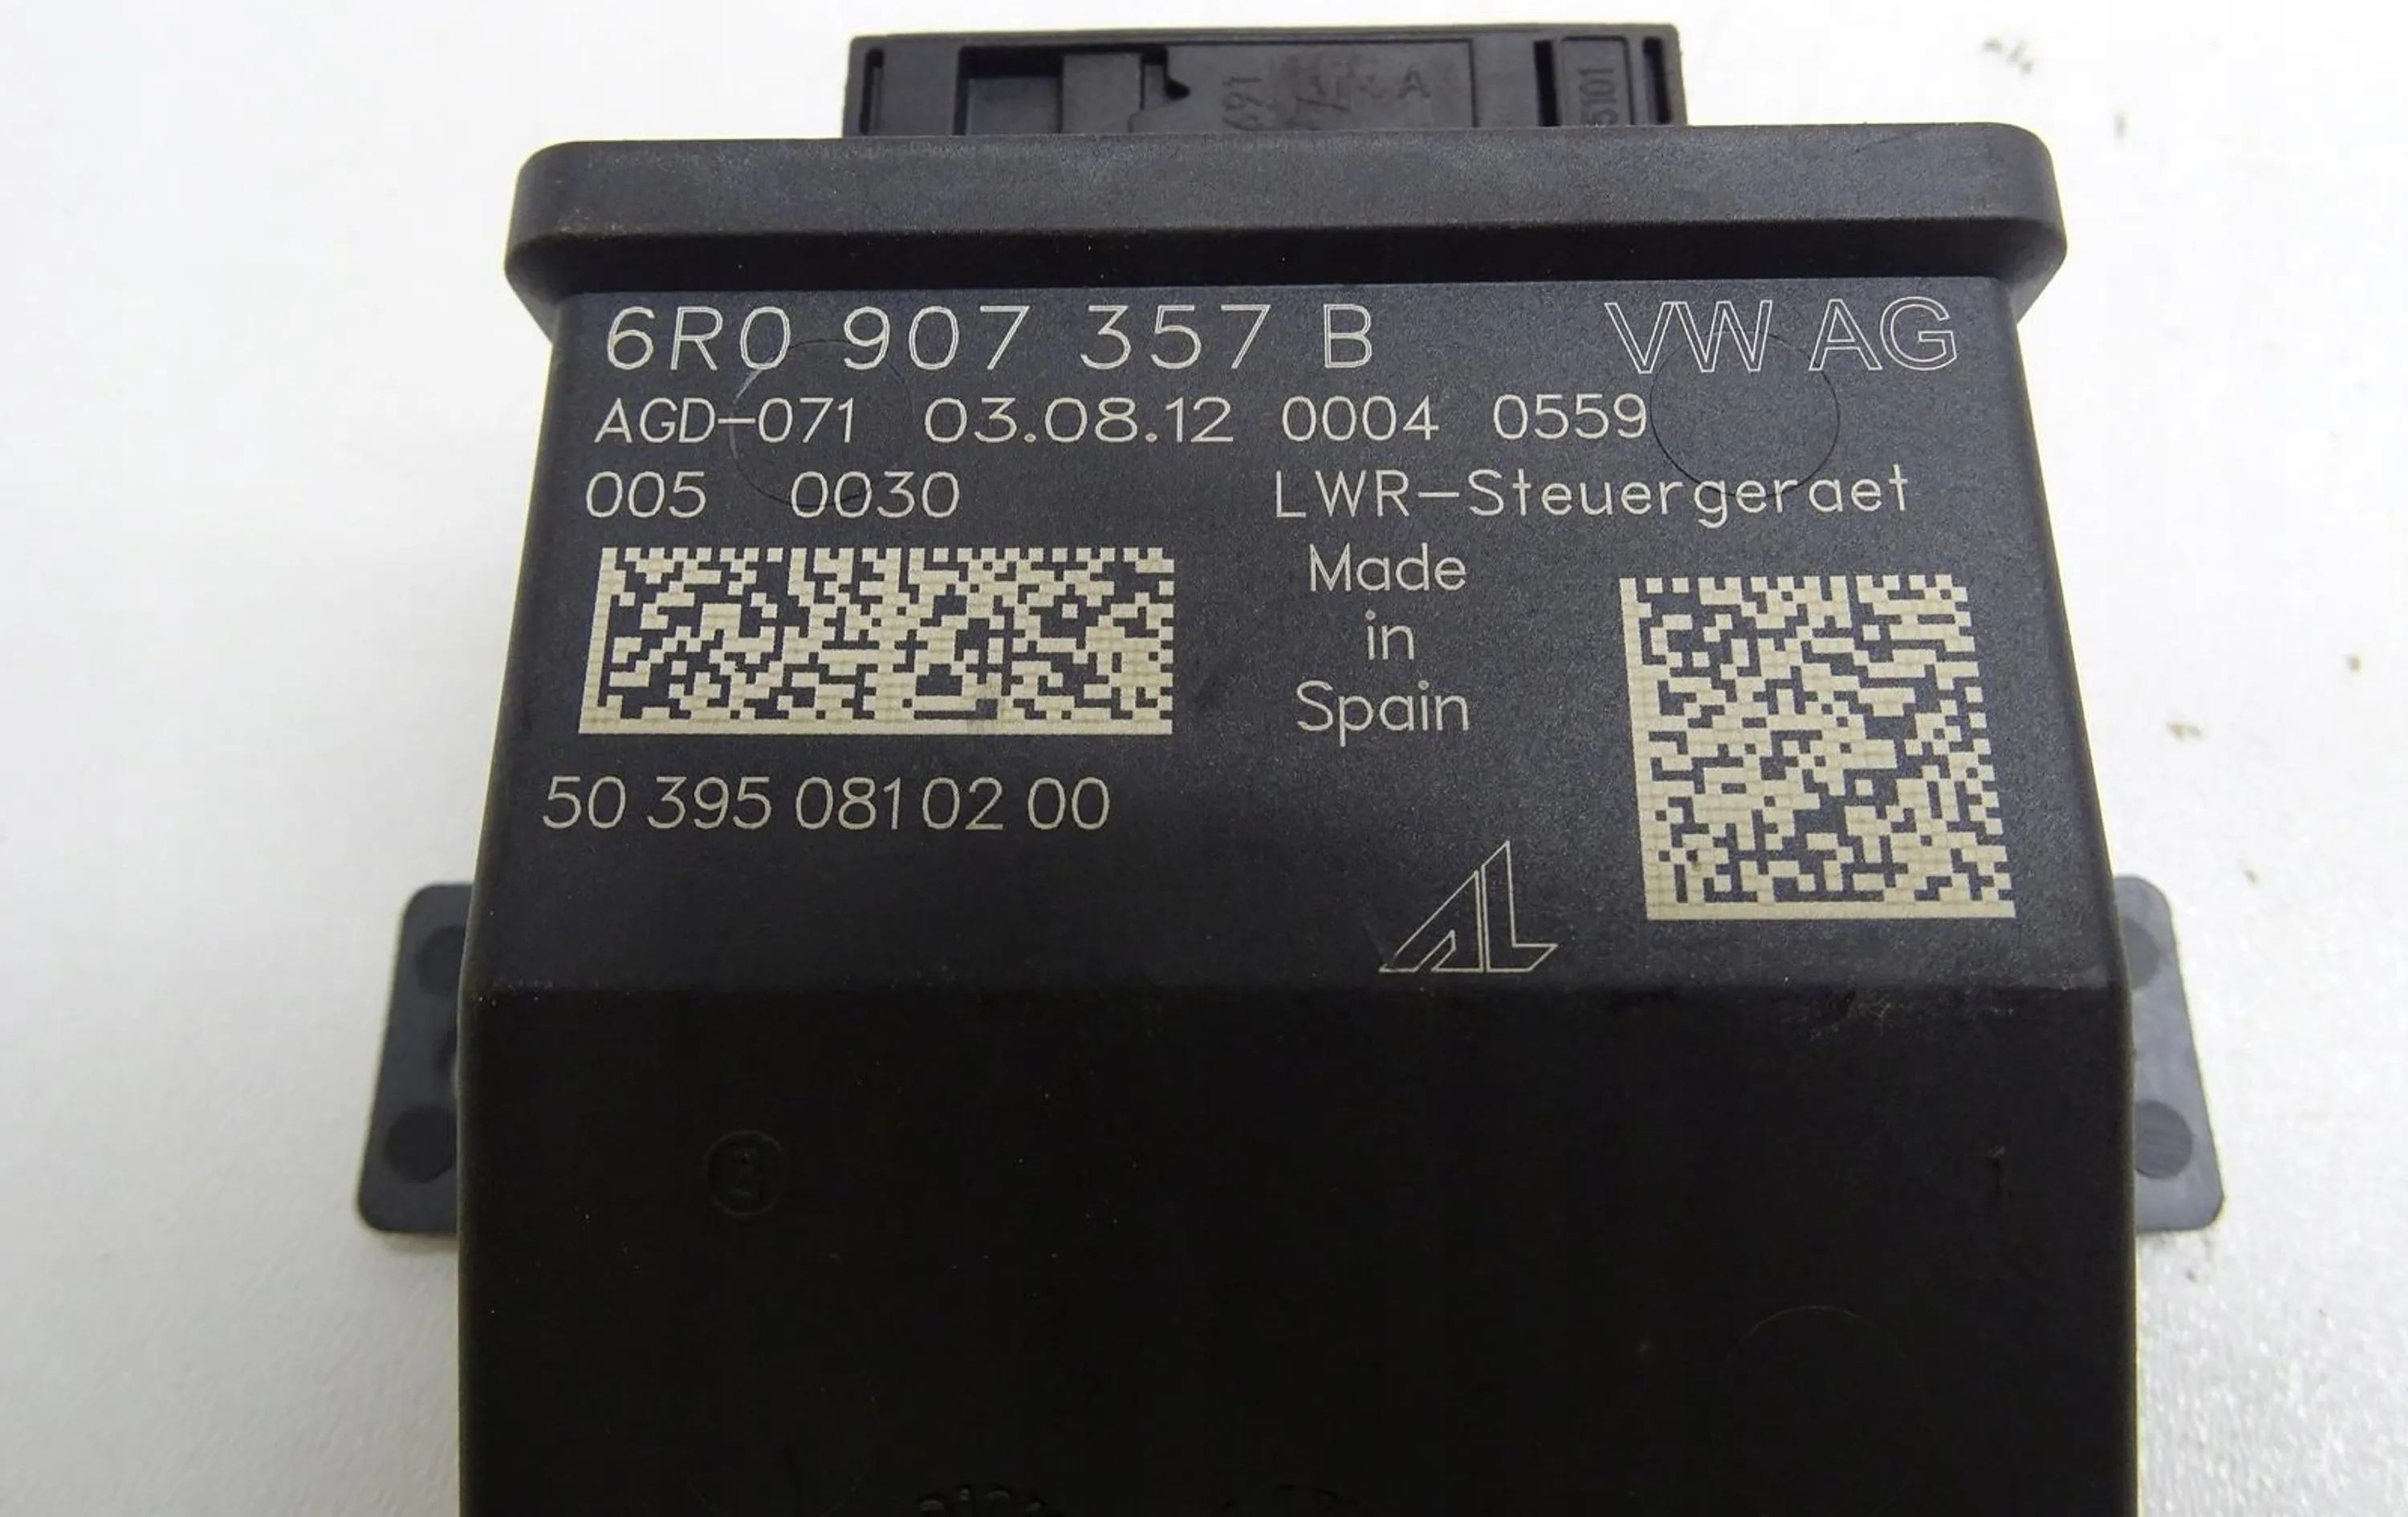 6R0 907 357 B VW AG
AGD-071 03.08.12 0004 0559
005 0030 LWR-Steuergeraet
Made
in
Spain
50 395 081 02 00
AL